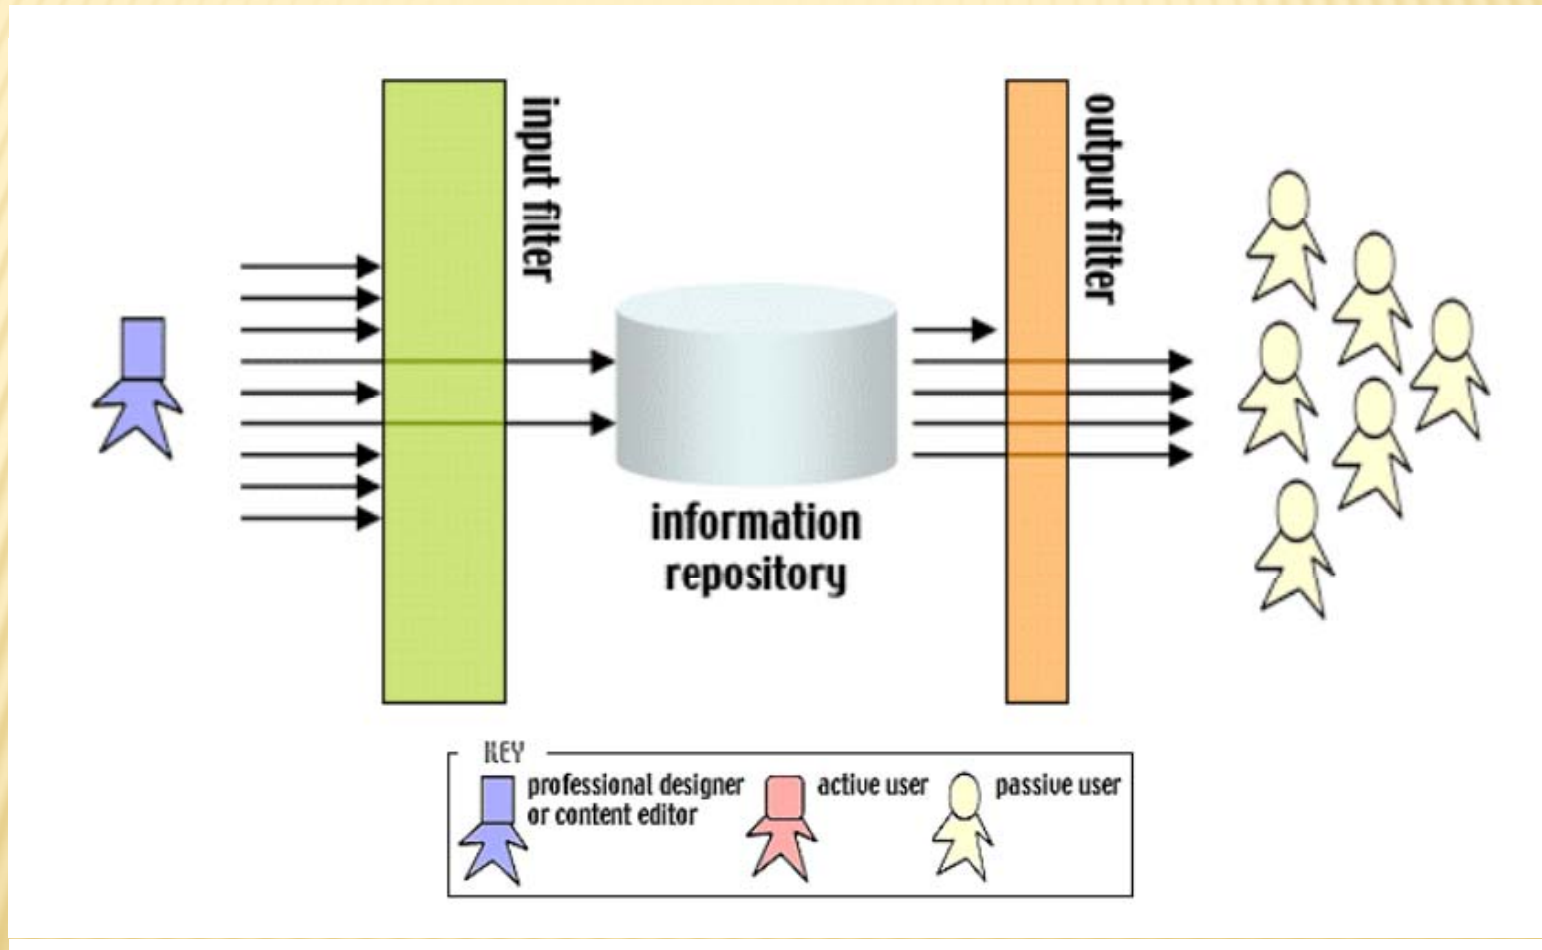 input filter
output filter
information
repository
KEY
professional designer
or content editor
active user
passive user